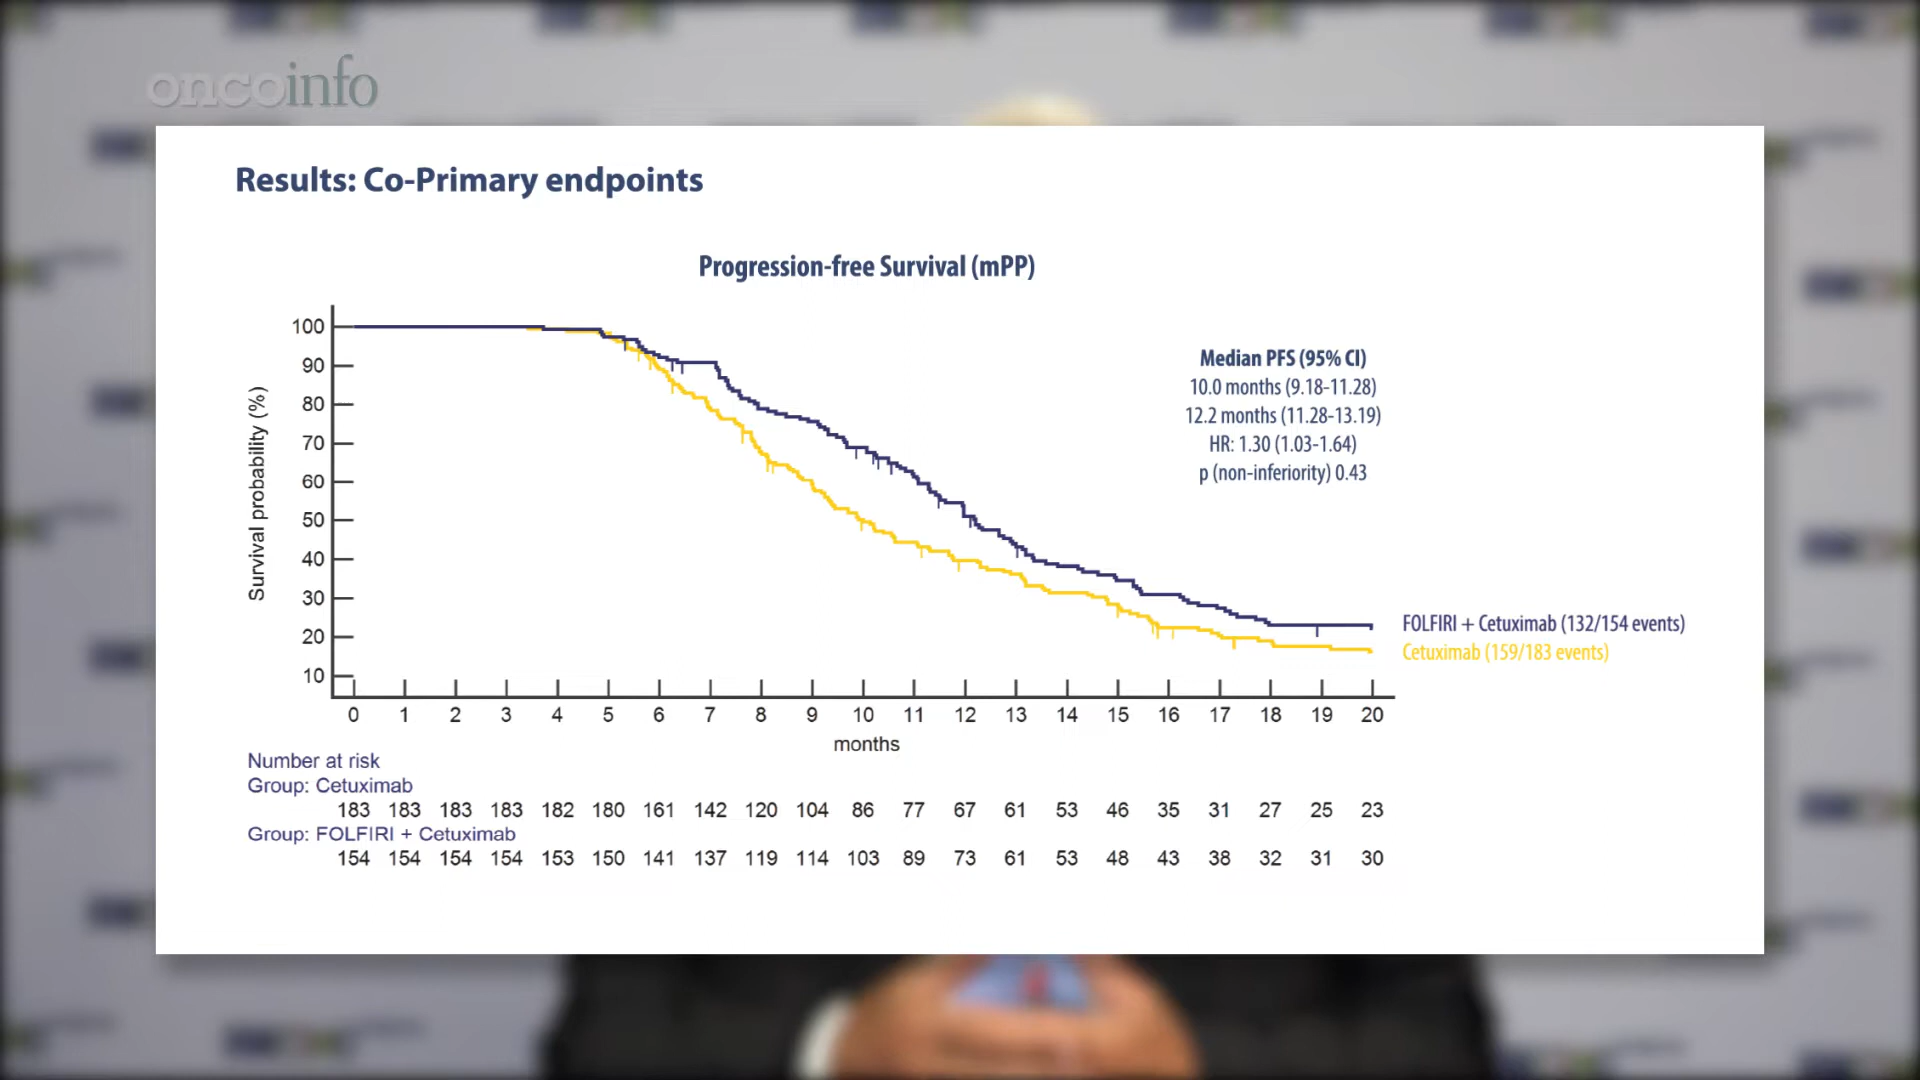 oncoinfo
Results: Co-Primary endpoints
Progression-free Survival (mPP)
Survival probability (%)
100
90
80
70
60
50
40
30
20
10
Median PFS (95% CI)
10.0 months (9.18-11.28)
12.2 months (11.28-13.19)
HR: 1.30 (1.03-1.64)
p (non-inferiority) 0.43
FOLFIRI + Cetuximab (132/154 events)
Cetuximab (159/183 events)
0 1 2 3 4 5 6 7 8 9 10 11 12 13 14 15 16 17 18 19 20
months
Number at risk
Group: Cetuximab
183 183 183 183 182 180 161 142 120 104 86 77 67 61 53 46 35 31 27 25 23
Group: FOLFIRI + Cetuximab
154 154 154 154 153 150 141 137 119 114 103 89 73 61 53 48 43 38 32 31 30